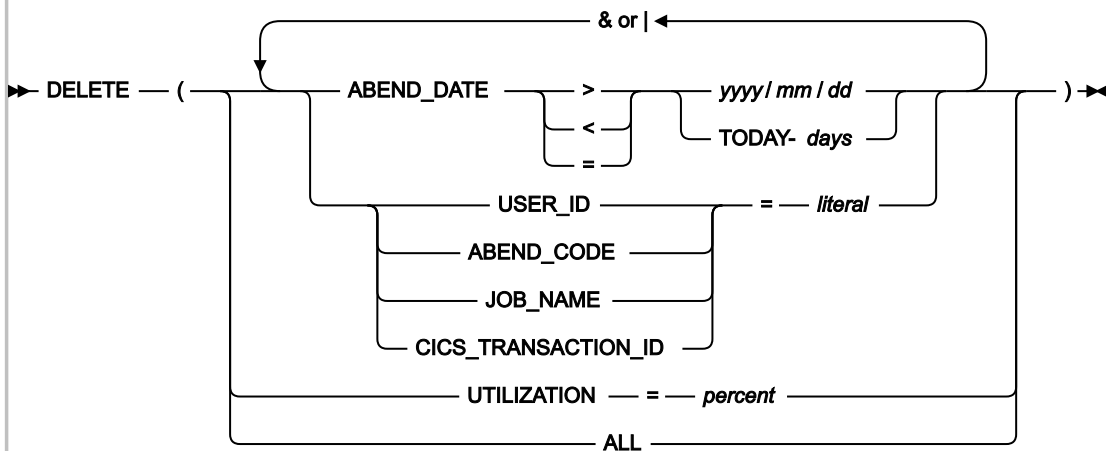 & or |
DELETE ( ABEND_DATE > yyyy / mm / dd )
< TODAY- days
=
USER_ID = literal
ABEND_CODE
JOB_NAME
CICS_TRANSACTION_ID
UTILIZATION = percent
ALL